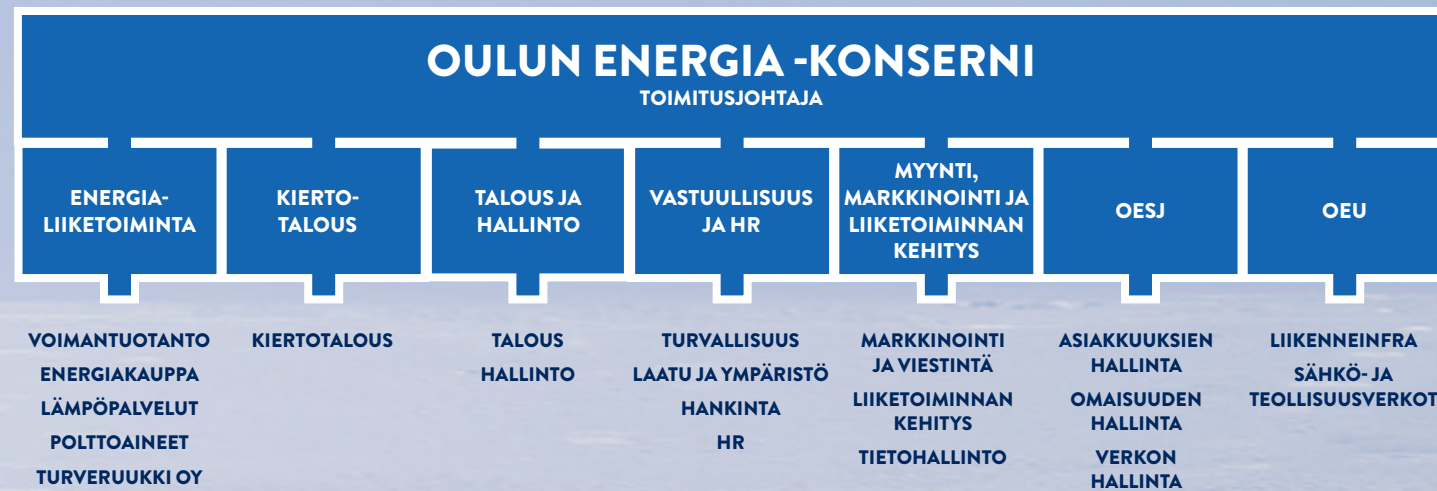 OULUN ENERGIA -KONSERNI
TOIMITUSJOHTAJA
ENERGIA-
LIIKETOIMINTA
KIERTO-
TALOUS
TALOUS JA
HALLINTO
VASTUULLISUUS
JA HR
MYYNTI,
MARKKINOINTI JA
LIIKETOIMINNAN
KEHITYS
OESJ
OEU
VOIMANTUOTANTO
ENERGIAKAUPPA
LÄMPÖPALVELUT
POLTTOAINEET
TURVERUUKKI OY
KIERTOTALOUS
TALOUS
HALLINTO
TURVALLISUUS
LAATU JA YMPÄRISTÖ
HANKINTA
HR
MARKKINOINTI
JA VIESTINTÄ
LIIKETOIMINNAN
KEHITYS
TIETOHALLINTO
ASIAKKUUKSIEN
HALLINTA
OMAISUUDEN
HALLINTA
VERKON
HALLINTA
LIIKENNEINFRA
SÄHKÖ- JA
TEOLLISUUSVERKOT